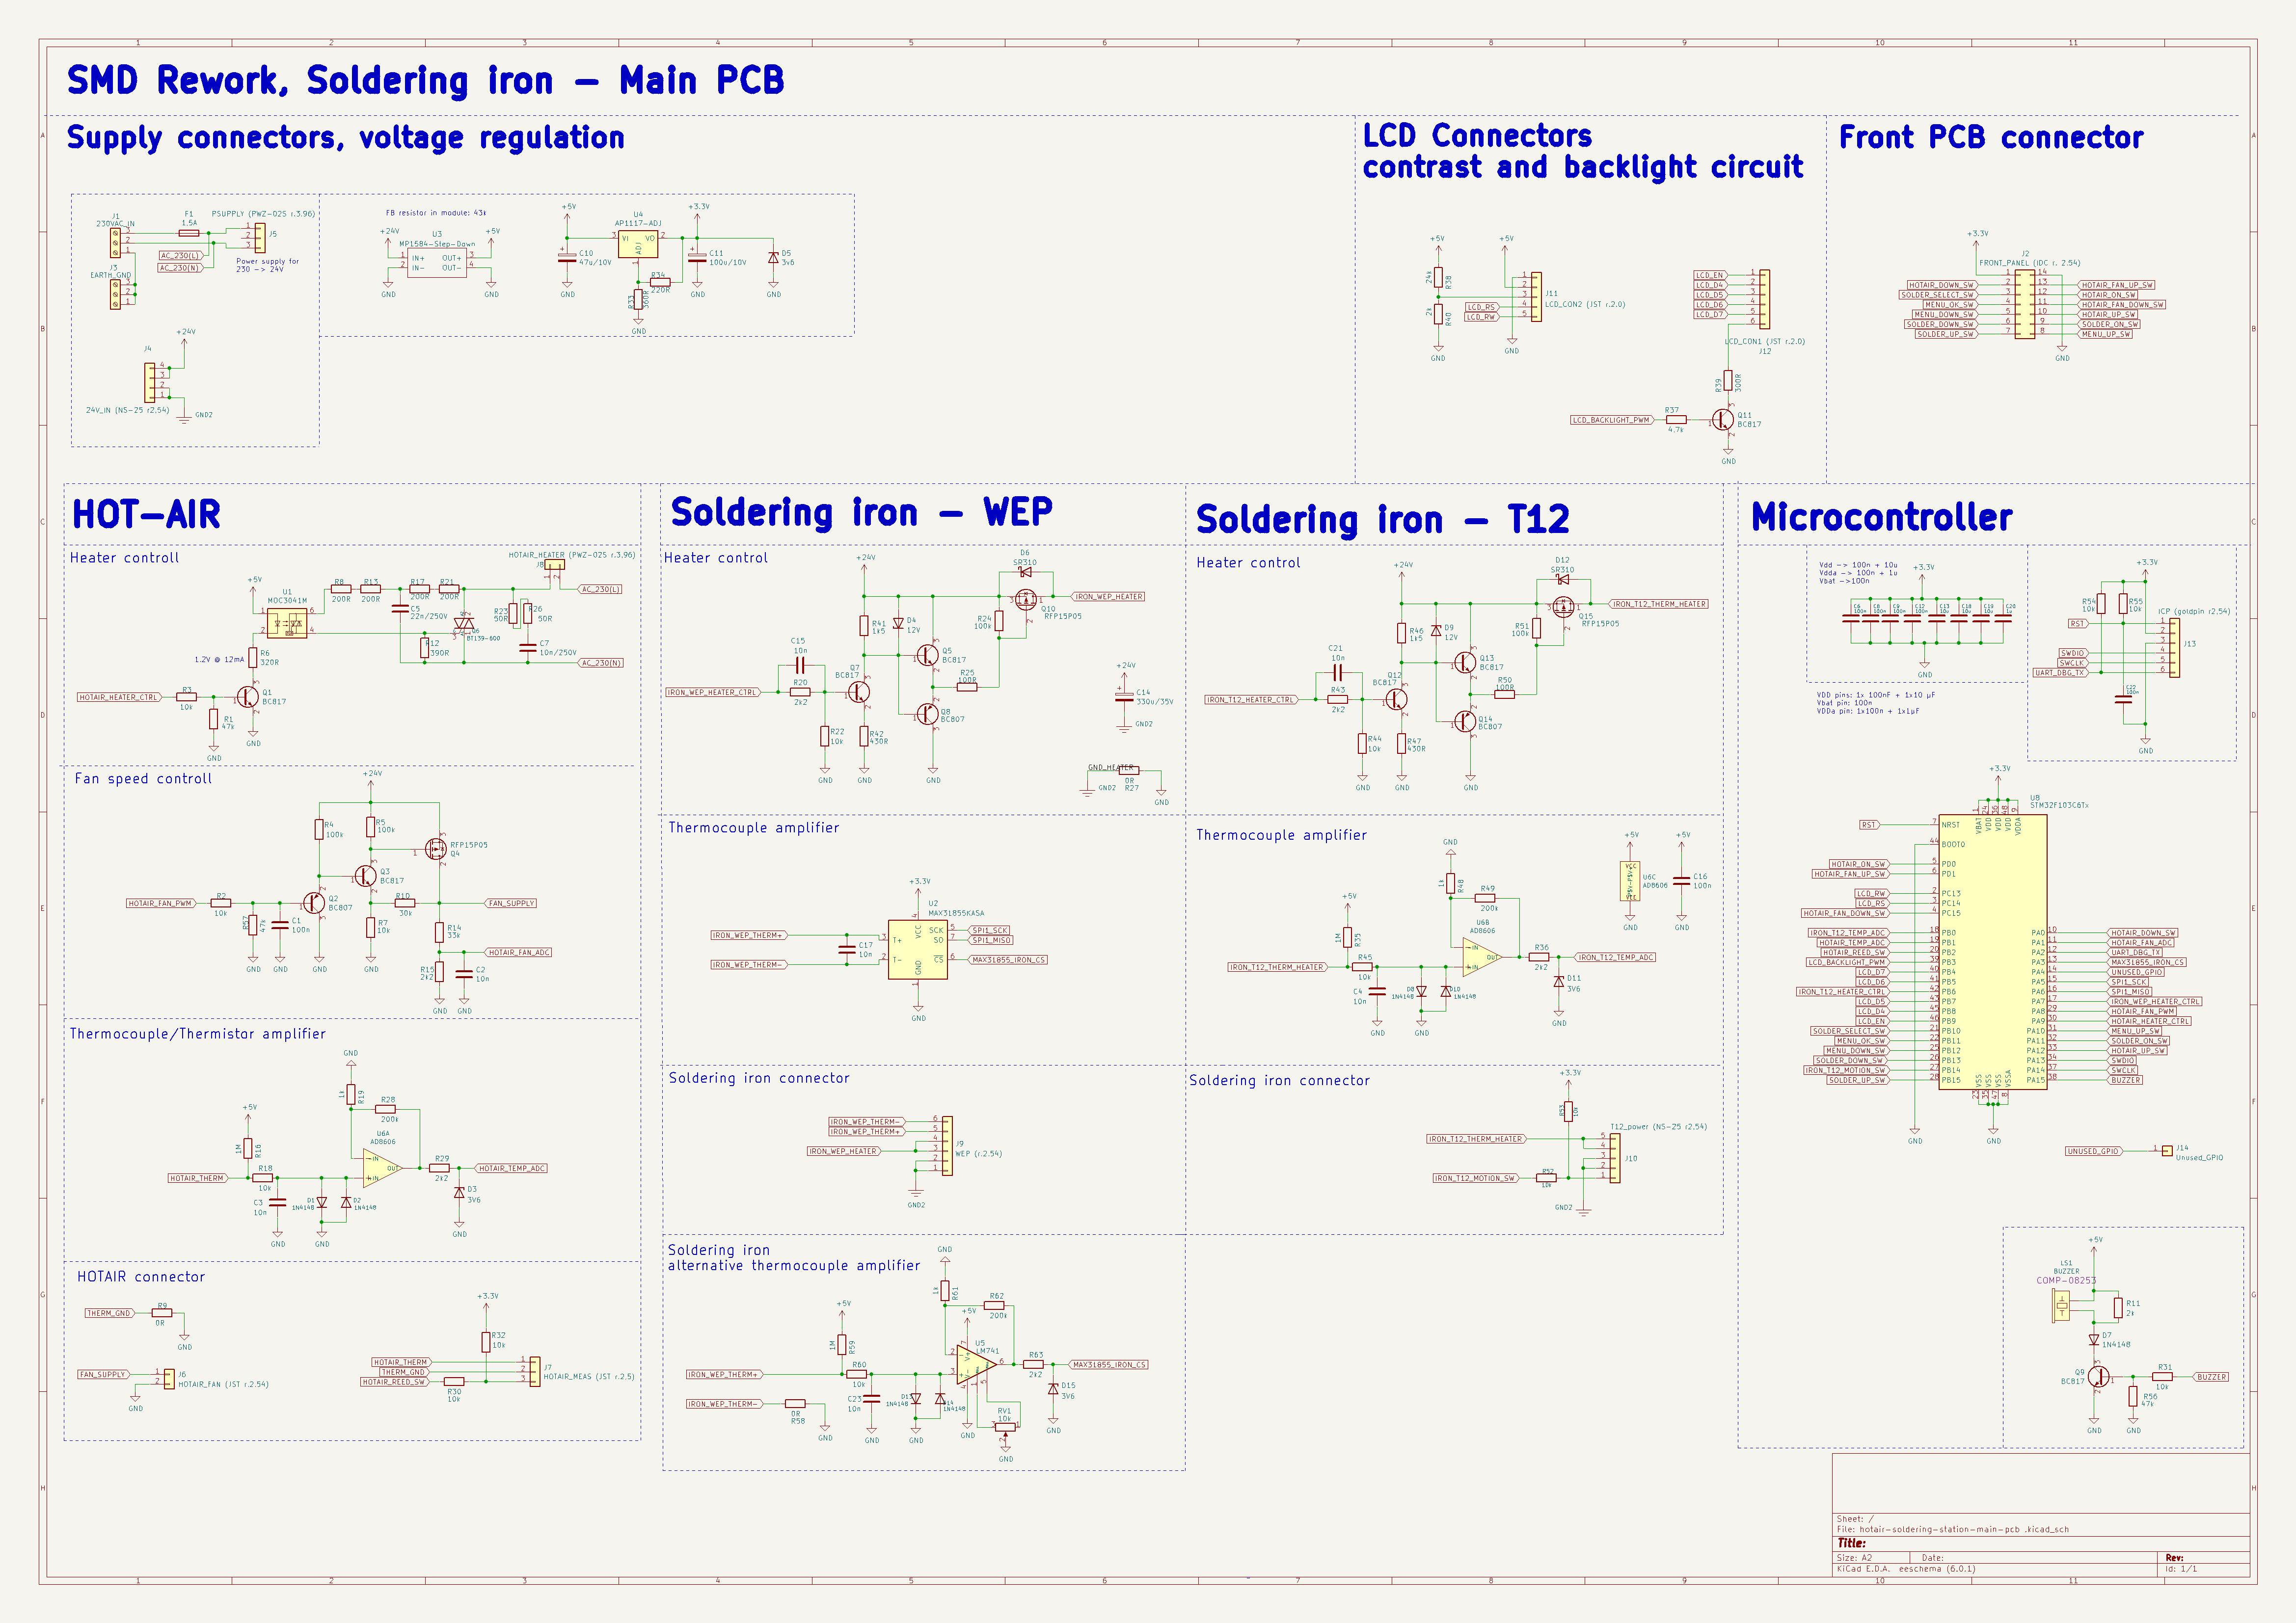 SMD Rework, Soldering iron – Main PCB
Supply connectors, voltage regulation
LCD Connectors
contrast and backlight circuit
Front PCB connector
J1
230VAC_IN
F1
1.5A
PSUPPLY (PWZ-02S r.3.96)
J5
J3
EARTH_GND
AC_230(L)
AC_230(N)
Power supply for
230 -> 24V
+24V
J4
24V_IN (NS-25 r2,54)
GND2
FB resistor in module: 43k
+24V
U3
MP1584-Step-Down
IN+
IN-
OUT+
OUT-
+5V
GND
GND
+5V
C10
47u/10V
GND
U4
AP1117-ADJ
VI
VO
ADJ
R34
220R
R33
360R
GND
+3.3V
C11
100u/10V
GND
D5
3v6
GND
+5V
24k
R38
2k
R40
GND
+5V
LCD_RS
LCD_RW
J11
LCD_CON2 (JST r.2.0)
GND
LCD_EN
LCD_D4
LCD_D5
LCD_D6
LCD_D7
LCD_CON1 (JST r.2.0)
J12
R39
300R
LCD_BACKLIGHT_PWM
R37
4.7k
Q11
BC817
GND
+3.3V
J2
FRONT_PANEL (IDC r. 2.54)
HOTAIR_DOWN_SW
SOLDER_SELECT_SW
MENU_OK_SW
MENU_DOWN_SW
SOLDER_DOWN_SW
SOLDER_UP_SW
HOTAIR_FAN_UP_SW
HOTAIR_ON_SW
HOTAIR_FAN_DOWN_SW
HOTAIR_UP_SW
SOLDER_ON_SW
MENU_UP_SW
GND
HOT-AIR
Heater controll
+5V
U1
MOC3041M
R8
200R
R13
200R
R17
200R
R21
200R
HOTAIR_HEATER (PWZ-02S r.3,96)
J8
AC_230(L)
C5
22n/250V
Q6
BT139-600
R12
390R
R23
50R
R26
50R
C7
10n/250V
AC_230(N)
1.2V @ 12mA
R6
320R
HOTAIR_HEATER_CTRL
R3
10k
R1
47k
Q1
BC817
GND
GND
Fan speed controll
+24V
R4
100k
R5
100k
RFP15P05
Q4
Q3
BC817
HOTAIR_FAN_PWM
R2
10k
R57
47k
C1
100n
Q2
BC807
R7
10k
R10
30k
FAN_SUPPLY
R14
33k
HOTAIR_FAN_ADC
R15
2k2
C2
10n
GND
GND
GND
GND
GND
GND
Thermocouple/Thermistor amplifier
GND
1k
R19
R28
200k
+5V
1M
R16
U6A
AD8606
HOTAIR_THERM
R18
10k
C3
10n
D1
1N4148
D2
1N4148
R29
2k2
HOTAIR_TEMP_ADC
D3
3V6
GND
GND
GND
HOTAIR connector
THERM_GND
R9
0R
GND
FAN_SUPPLY
J6
HOTAIR_FAN (JST r.2.54)
GND
+3.3V
R32
10k
HOTAIR_THERM
THERM_GND
HOTAIR_REED_SW
R30
10k
J7
HOTAIR_MEAS (JST r.2.5)
Soldering iron – WEP
Heater control
+24V
D6
SR310
R41
1k5
D4
12V
R24
100k
Q10
RFP15P05
IRON_WEP_HEATER
C15
10n
IRON_WEP_HEATER_CTRL
R20
2k2
Q7
BC817
Q5
BC817
R25
100R
Q8
BC807
R22
10k
R42
430R
GND
GND
GND
+24V
C14
330u/35V
GND2
GND_HEATER
GND2
0R
R27
GND
Thermocouple amplifier
+3.3V
U2
MAX31855KASA
IRON_WEP_THERM+
IRON_WEP_THERM-
C17
10n
T+
T-
VCC
GND
SCK
SO
CS
SPI1_SCK
SPI1_MISO
MAX31855_IRON_CS
GND
Soldering iron connector
IRON_WEP_THERM-
IRON_WEP_THERM+
IRON_WEP_HEATER
J9
WEP (r.2.54)
GND2
Soldering iron
alternative thermocouple amplifier
GND
1k
R61
R62
200k
+5V
+5V
1M
R59
U5
LM741
IRON_WEP_THERM+
R60
10k
IRON_WEP_THERM-
0R
R58
C23
10n
D13
1N4148
D14
1N4148
R63
2k2
MAX31855_IRON_CS
D15
3V6
RV1
10k
GND
GND
GND
GND
GND
GND
Soldering iron – T12
Heater control
+24V
D12
SR310
R46
1k5
D9
12V
R51
100k
Q15
RFP15P05
IRON_T12_THERM_HEATER
C21
10n
IRON_T12_HEATER_CTRL
R43
2k2
Q12
BC817
Q13
BC817
R50
100R
Q14
BC807
R44
10k
R47
430R
GND
GND
GND
Thermocouple amplifier
GND
1k
R48
R49
200k
+5V
1M
R35
U6B
AD8606
IRON_T12_THERM_HEATER
R45
10k
C4
10n
D8
1N4148
D10
1N4148
R36
2k2
IRON_T12_TEMP_ADC
D11
3V6
GND
GND
GND
+5V
U6C
AD8606
GND
+5V
C16
100n
GND
Soldering iron connector
+3.3V
R53
10k
T12_power (NS-25 r2.54)
IRON_T12_THERM_HEATER
J10
IRON_T12_MOTION_SW
R52
10k
GND2
Microcontroller
Vdd -> 100n + 10u
Vdda -> 100n + 1u
Vbat ->100n
+3.3V
GND
VDD pins: 1x 100nF + 1x10 µF
Vbat pin: 100n
VDDa pin: 1x100n + 1x1µF
+3.3V
R54
10k
R55
10k
ICP (goldpin r2,54)
RST
SWDIO
SWCLK
UART_DBG_TX
J13
C22
100n
GND
+3.3V
U8
STM32F103C6Tx
RST
NRST
BOOT0
HOTAIR_ON_SW
PD0
HOTAIR_FAN_UP_SW
PD1
LCD_RW
PC13
LCD_RS
PC14
HOTAIR_FAN_DOWN_SW
PC15
IRON_T12_TEMP_ADC PB0 PA0 HOTAIR_DOWN_SW
HOTAIR_TEMP_ADC PB1 PA1 HOTAIR_FAN_ADC
HOTAIR_REED_SW PB2 PA2 UART_DBG_TX
LCD_BACKLIGHT_PWM PB3 PA3 MAX31855_IRON_CS
LCD_D7 PB4 PA4 UNUSED_GPIO
LCD_D6 PB5 PA5 SPI1_SCK
IRON_T12_HEATER_CTRL PB6 PA6 SPI1_MISO
LCD_D5 PB7 PA7 IRON_WEP_HEATER_CTRL
LCD_D4 PB8 PA8 HOTAIR_FAN_PWM
LCD_EN PB9 PA9 HOTAIR_HEATER_CTRL
SOLDER_SELECT_SW PB10 PA10 MENU_UP_SW
MENU_OK_SW PB11 PA11 SOLDER_ON_SW
MENU_DOWN_SW PB12 PA12 HOTAIR_UP_SW
SOLDER_DOWN_SW PB13 PA13 SWDIO
IRON_T12_MOTION_SW PB14 PA14 SWCLK
SOLDER_UP_SW PB15 PA15 BUZZER
GND
GND
UNUSED_GPIO
J14
Unused_GPIO
+5V
LS1
BUZZER
COMP-08253
R11
2k
D7
1N4148
Q9
BC817
R31
10k
BUZZER
R56
47k
GND
GND
Sheet: /
File: hotair-soldering-station-main-pcb .kicad_sch
Title:
Size: A2
Date:
Rev:
KiCad E.D.A.  eeschema (6.0.1)
Id: 1/1